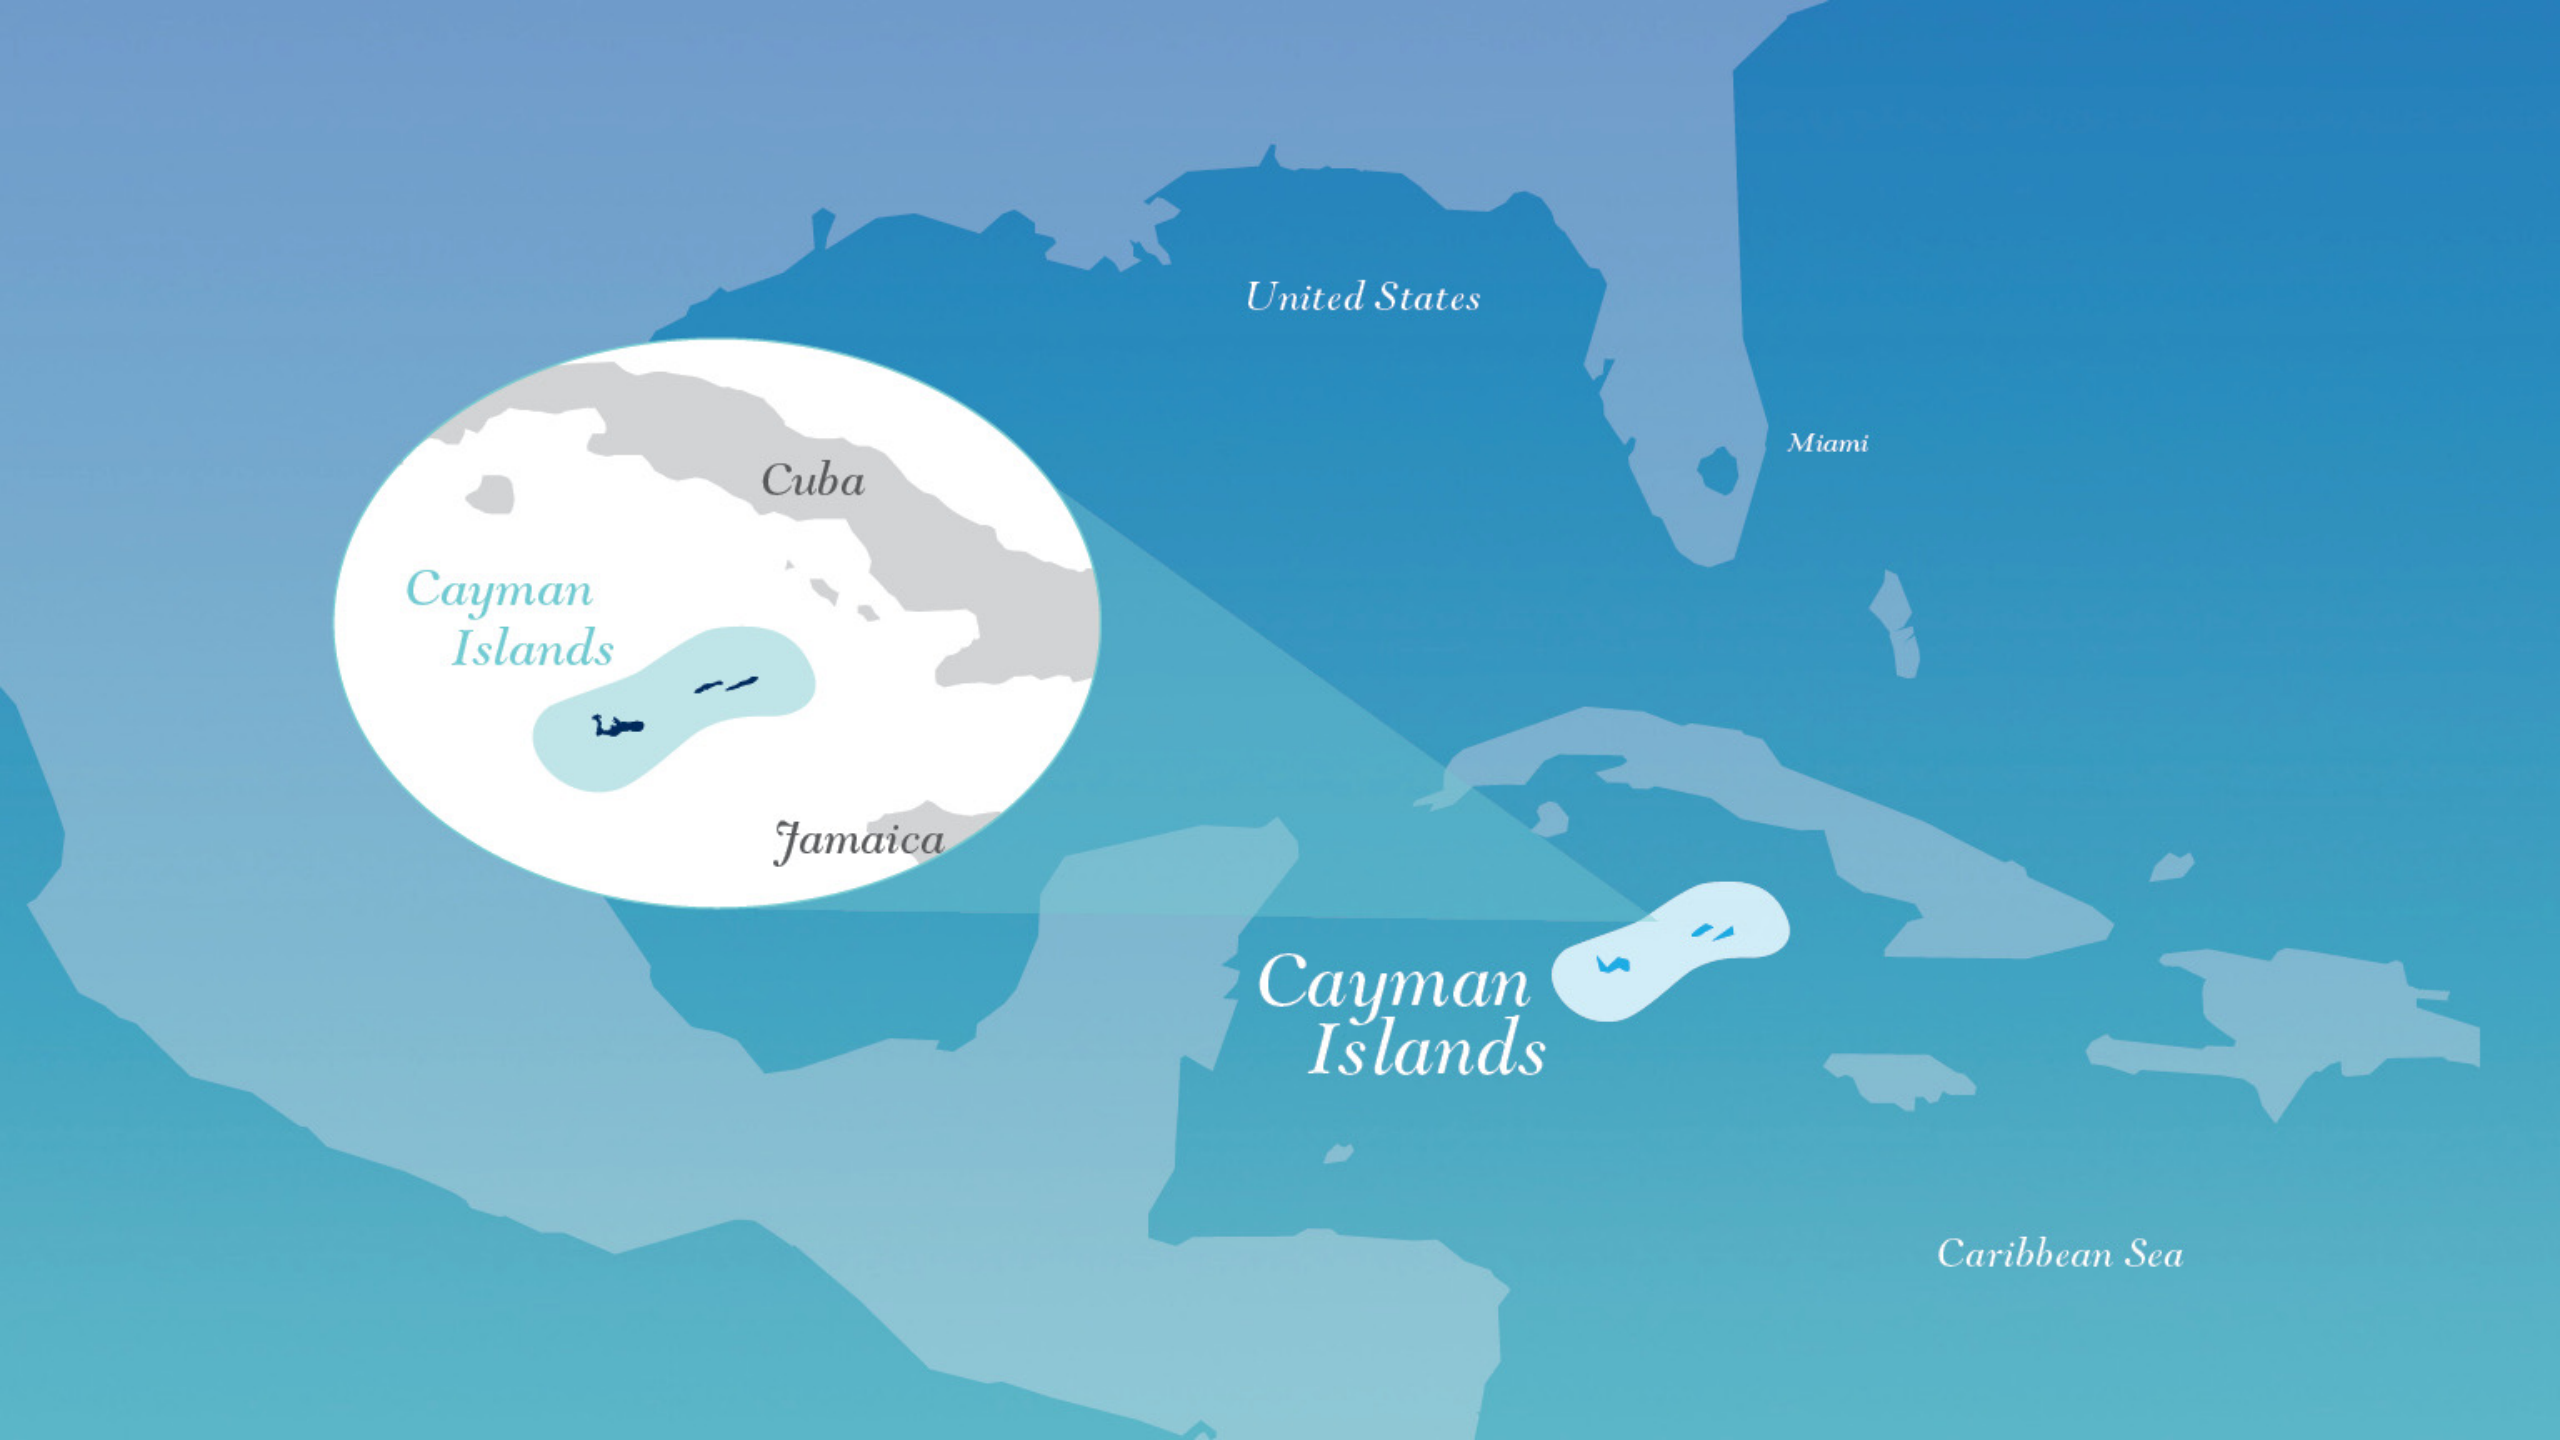 United States
Miami
Cuba
Cayman
Islands
Jamaica
Cayman
Islands
Caribbean Sea